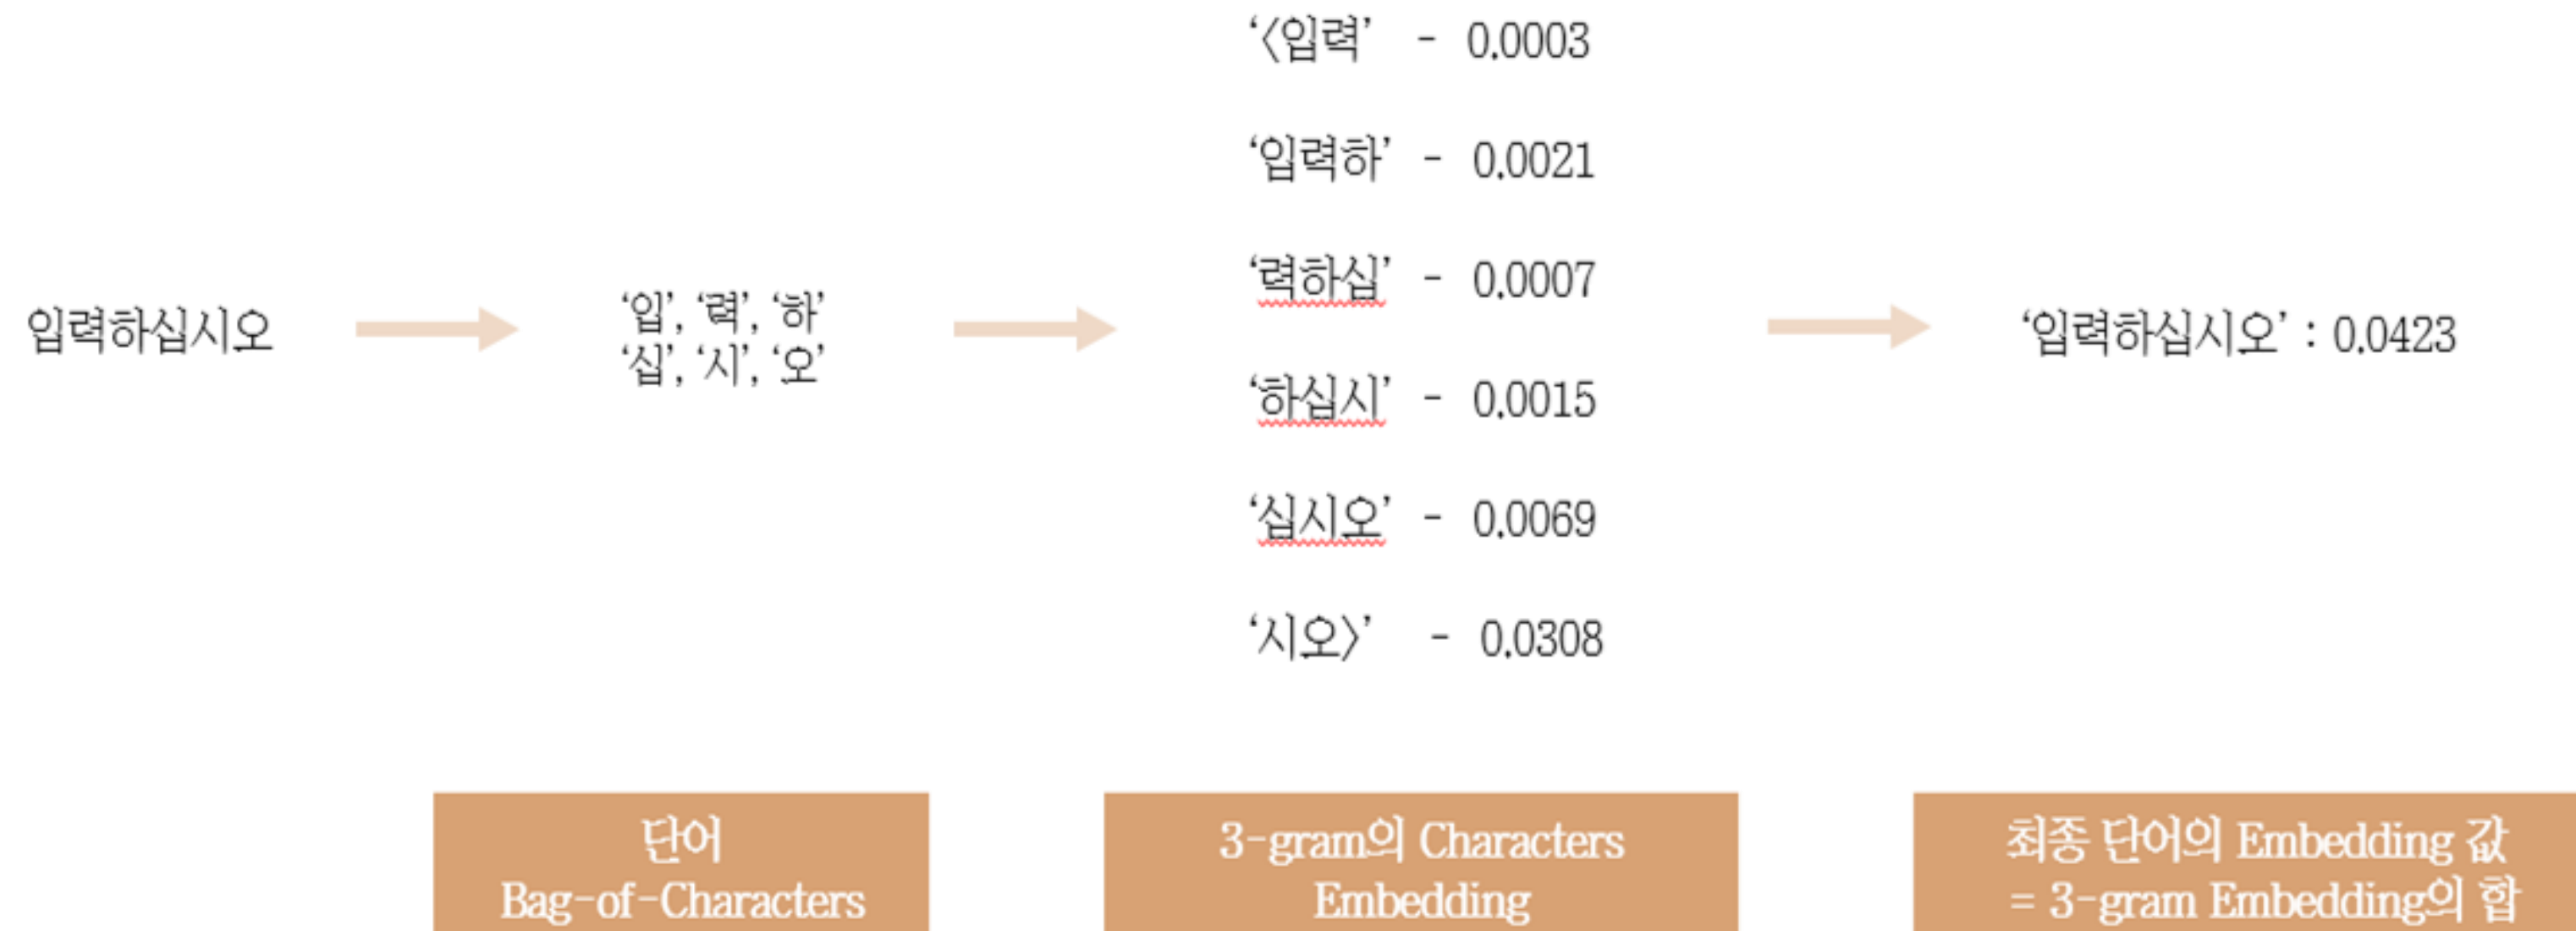 입력하십시오
‘입’, ‘력’, ‘하’
‘십’, ‘시’, ‘오’
‘〈입력’ - 0.0003
‘입력하’ - 0.0021
‘력하십’ - 0.0007
‘하십시’ - 0.0015
‘십시오’ - 0.0069
‘시오〉’ - 0.0308
‘입력하십시오’ : 0.0423
단어
Bag-of-Characters
3-gram의 Characters
Embedding
최종 단어의 Embedding 값
= 3-gram Embedding의 합